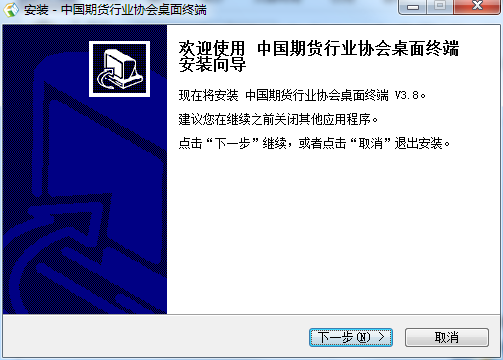 安装 - 中国期货行业协会桌面终端
欢迎使用 中国期货行业协会桌面终端
安装向导
现在将安装 中国期货行业协会桌面终端 V3.8。
建议您在继续之前关闭其他应用程序。
点击“下一步”继续，或者点击“取消”退出安装。
下一步(N) >
取消